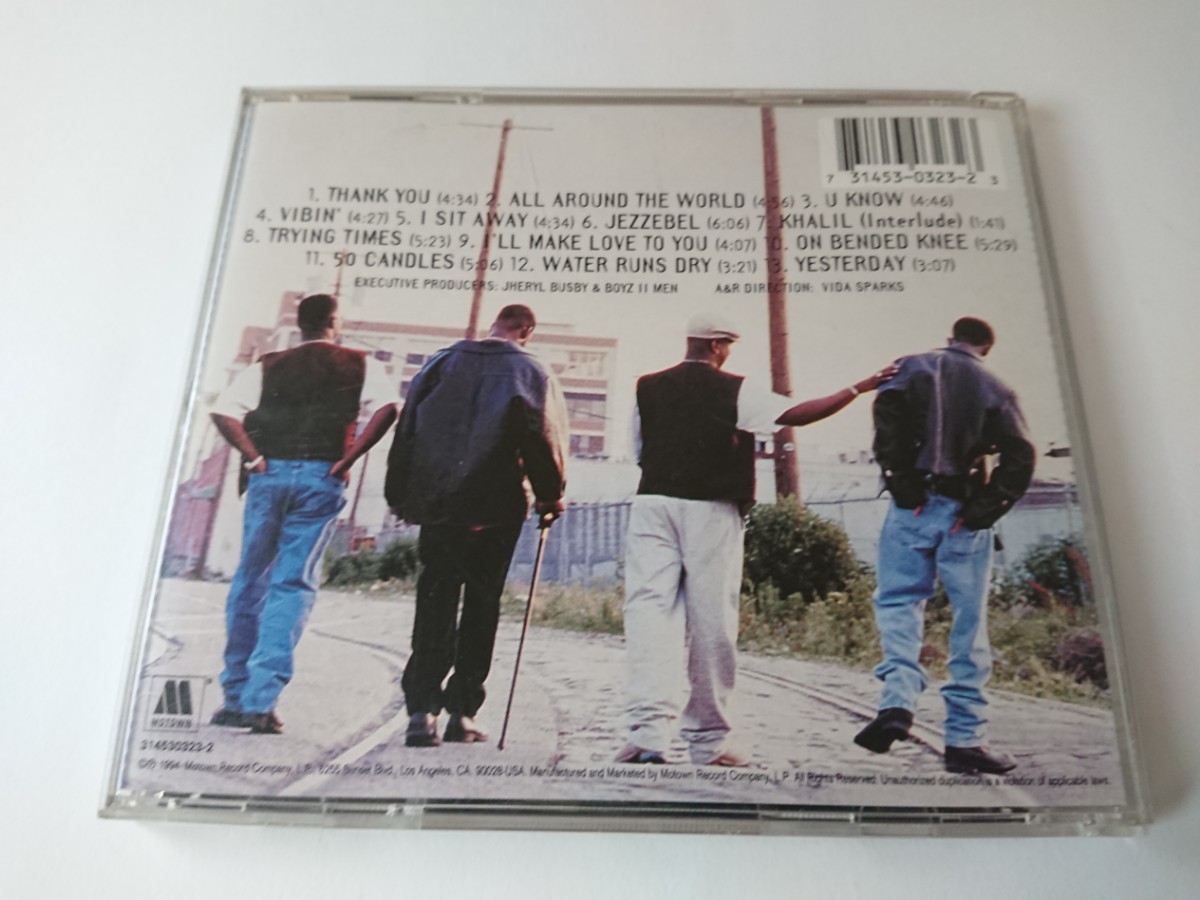 7 31453-0323-2 3
1. THANK YOU (4:34) 2. ALL AROUND THE WORLD (4:56) 3. U KNOW (4:46)
4. VIBIN' (4:27) 5. I SIT AWAY (4:34) 6. JEZZEBEL (6:06) 7. KHALIL (Interlude) (1:41)
8. TRYING TIMES (5:23) 9. I'LL MAKE LOVE TO YOU (4:07) 10. ON BENDED KNEE (5:29)
11. 50 CANDLES (5:06) 12. WATER RUNS DRY (3:21) 13. YESTERDAY (3:07)
EXECUTIVE PRODUCERS: JHERYL BUSBY & BOYZ II MEN A&R DIRECTION: VIDA SPARKS
MOTOWN
314530323-2
©℗ 1994 Motown Record Company, L.P., 6255 Sunset Blvd., Los Angeles, CA. 90028-USA. Manufactured and Marketed by Motown Record Company, L.P. All Rights Reserved. Unauthorized duplication is a violation of applicable laws.